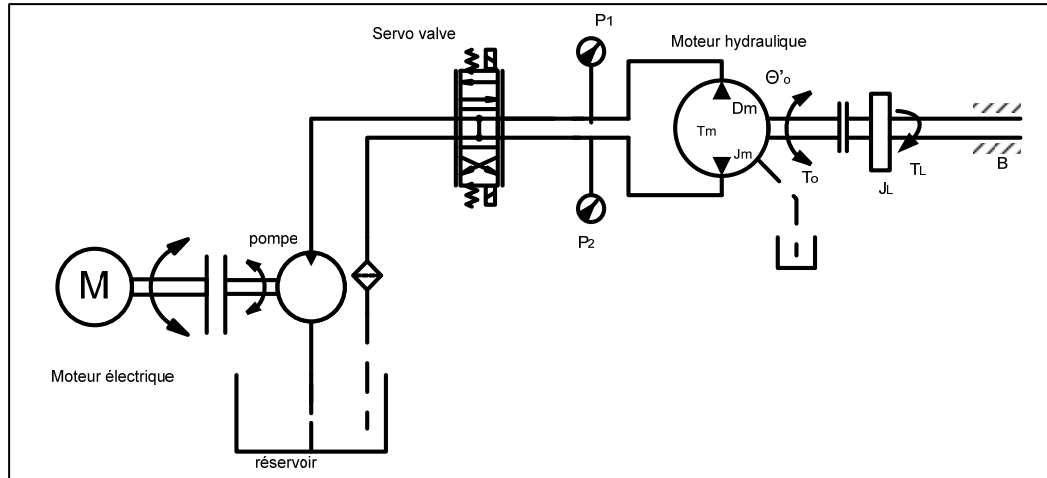 Servo valve
P1
Moteur hydraulique
Θ'o
Dm
Tm
Jm
To
TL
JL
B
P2
pompe
M
Moteur électrique
réservoir